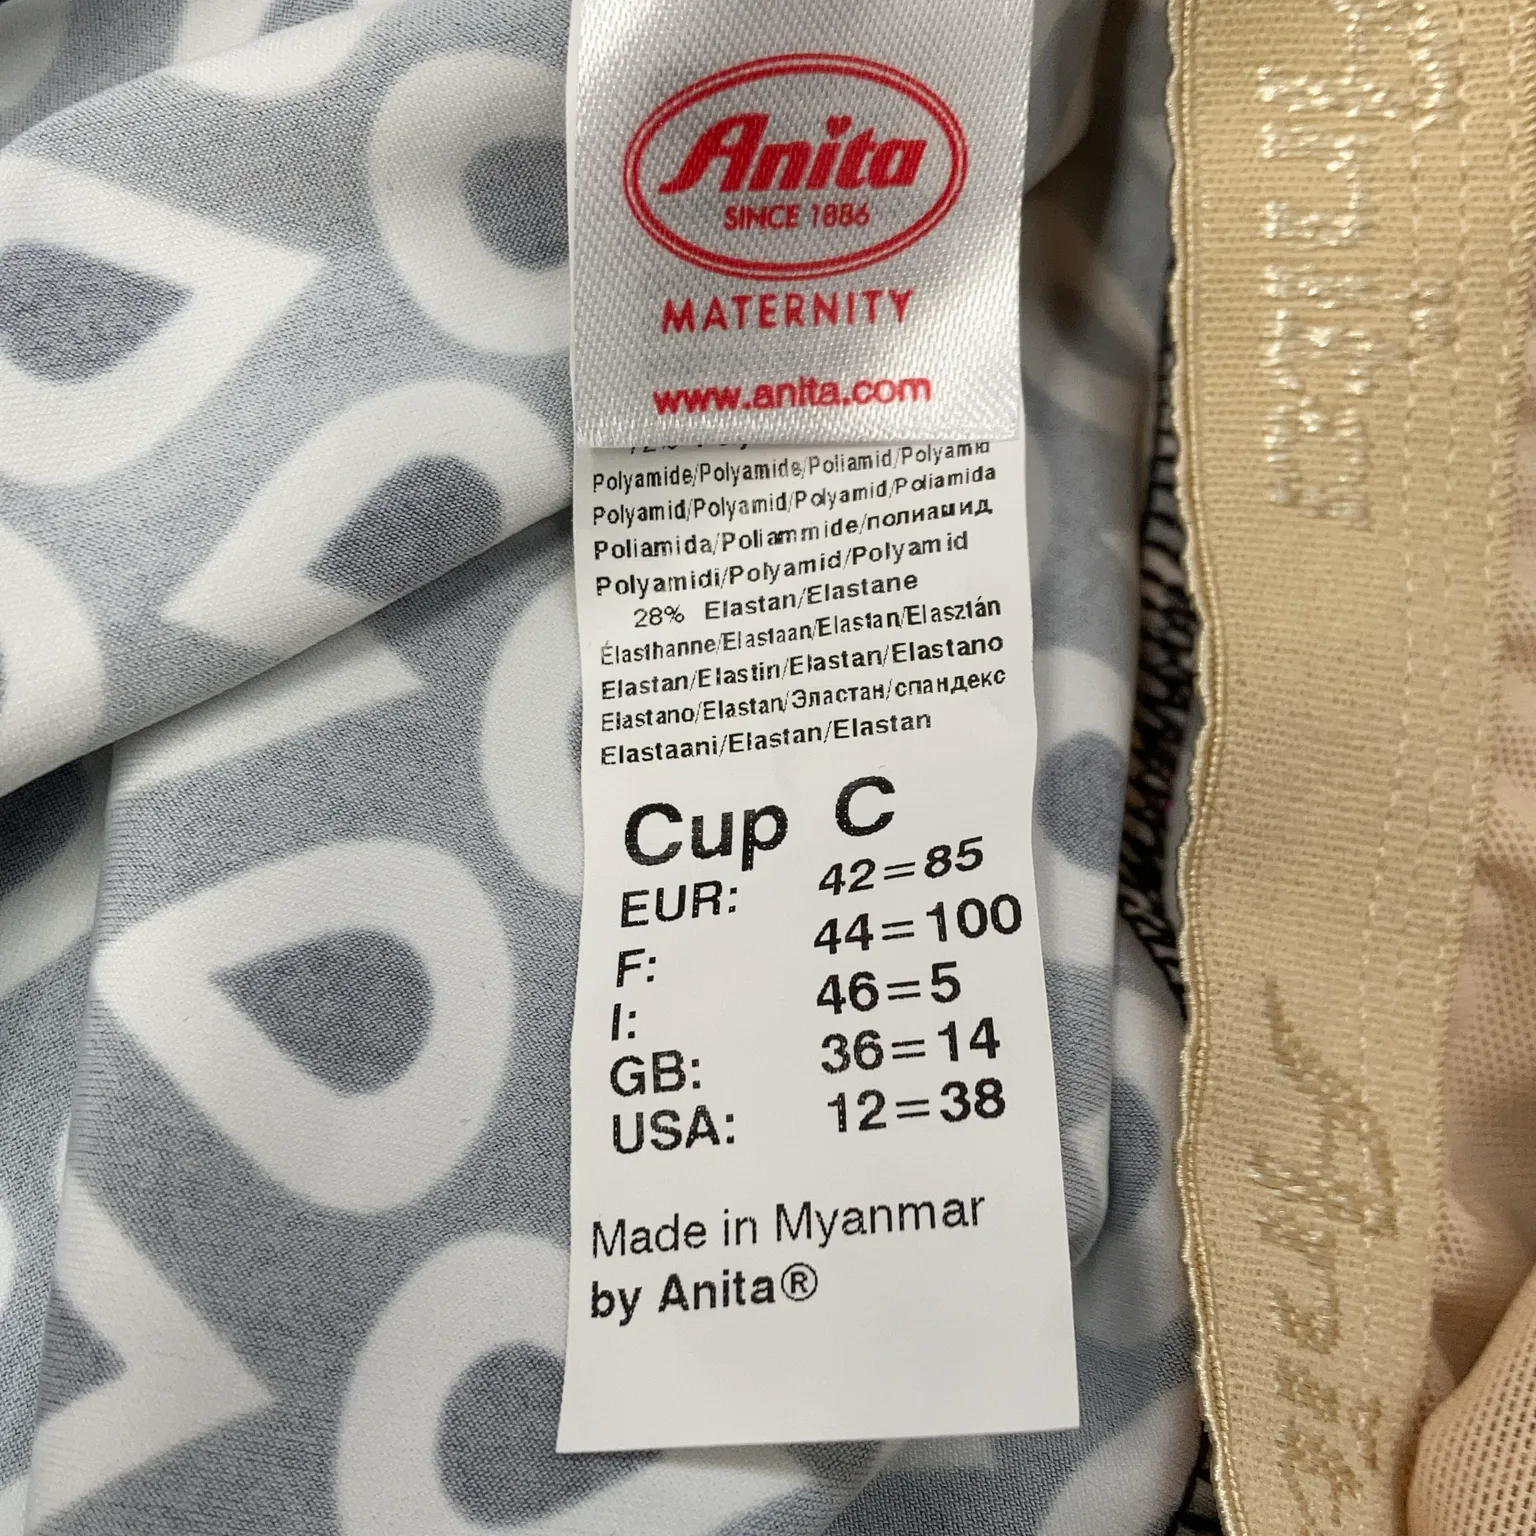 Anita
SINCE 1886
MATERNITY
www.anita.com
Polyamide/Polyamide/Poliamid/Polyamid
Polyamid/Polyamid/Polyamid/Poliamida
Poliamida/Poliammide/полиамид
Polyamidi/Polyamid/Polyamid
28% Elastan/Elastane
Élasthanne/Elastaan/Elastan/Elasztán
Elastan/Elastin/Elastan/Elastano
Elastano/Elastan/Эластан/спандекс
Elastaani/Elastan/Elastan
Cup C
EUR: 42=85
F: 44=100
I: 46=5
GB: 36=14
USA: 12=38
Made in Myanmar
by Anita®